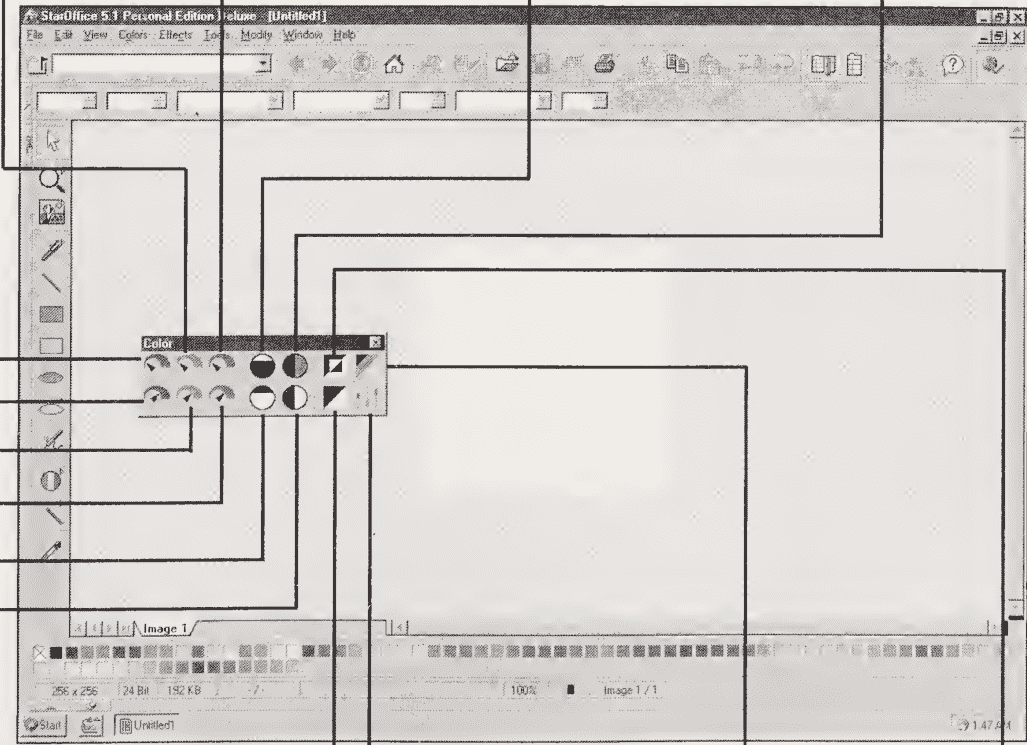 StarOffice 5.1 Personal Edition Deluxe - [Untitled1]
File Edit View Colors Effects Tools Modify Window Help
Color
Image 1
256 x 256 24 Bit 192 KB - 7 - 100% Image 1 / 1
Start Untitled1 1:47 AM